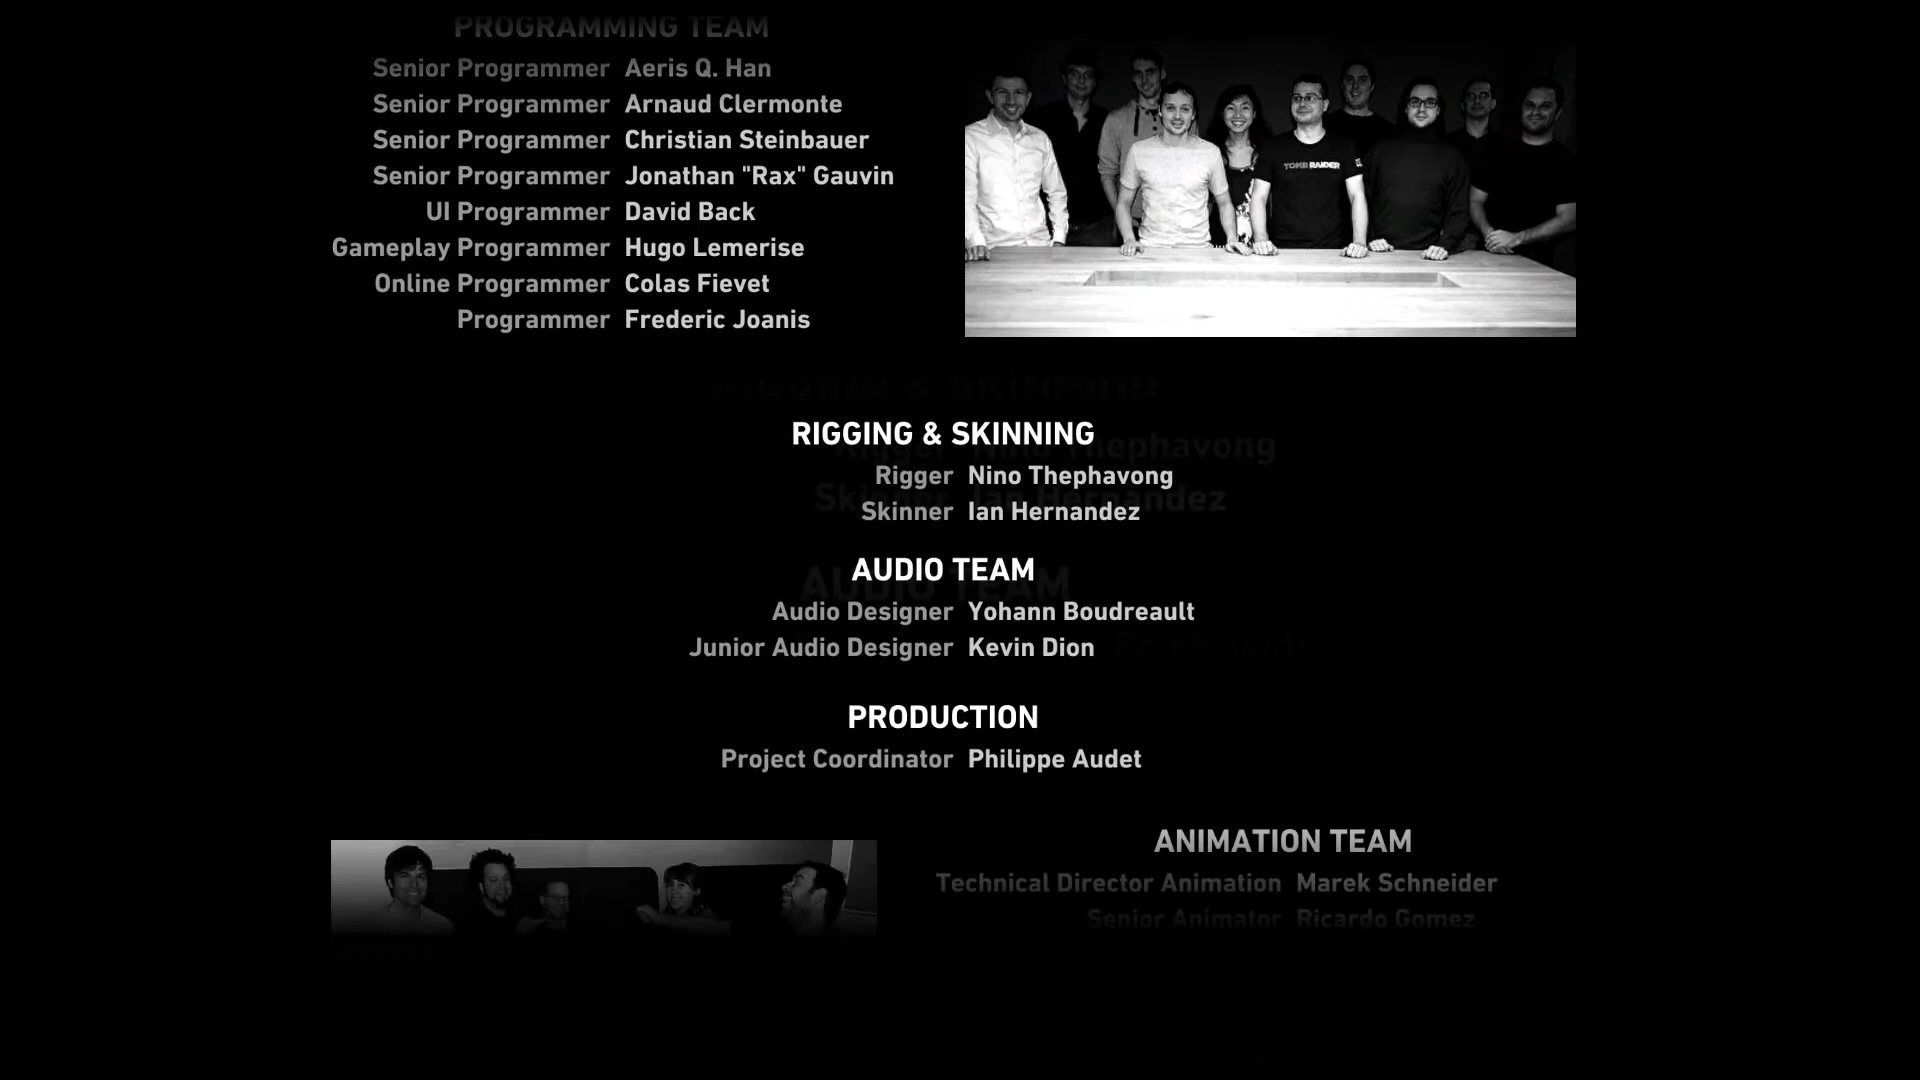 PROGRAMMING TEAM
Senior Programmer Aeris Q. Han
Senior Programmer Arnaud Clermonte
Senior Programmer Christian Steinbauer
Senior Programmer Jonathan "Rax" Gauvin
UI Programmer David Back
Gameplay Programmer Hugo Lemerise
Online Programmer Colas Fievet
Programmer Frederic Joanis
TOMB RAIDER
RIGGING & SKINNING
Rigger Nino Thephavong
Skinner Ian Hernandez
AUDIO TEAM
Audio Designer Yohann Boudreault
Junior Audio Designer Kevin Dion
PRODUCTION
Project Coordinator Philippe Audet
ANIMATION TEAM
Technical Director Animation Marek Schneider
Senior Animator Ricardo Gomez